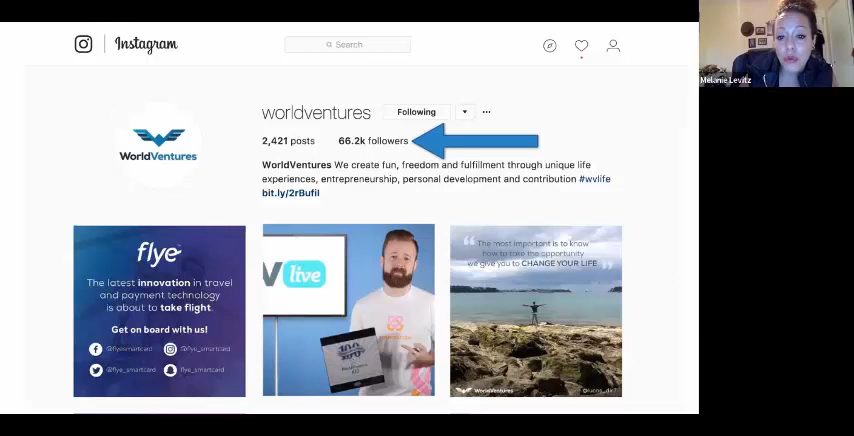 Instagram
Search
Melanie Levitz
worldventures
Following
2,421 posts 66.2k followers
WorldVentures
WorldVentures We create fun, freedom and fulfillment through unique life
experiences, entrepreneurship, personal development and contribution #wvlife
bit.ly/2rBufiI
flye
The latest innovation in travel
and payment technology
is about to take flight.
Get on board with us!
@flyesmartcard @flye_smartcard
@flye_smartcard flye_smartcard
V live
100
"The most important is to know
how to take the opportunity
we give you to CHANGE YOUR LIFE"
WorldVentures